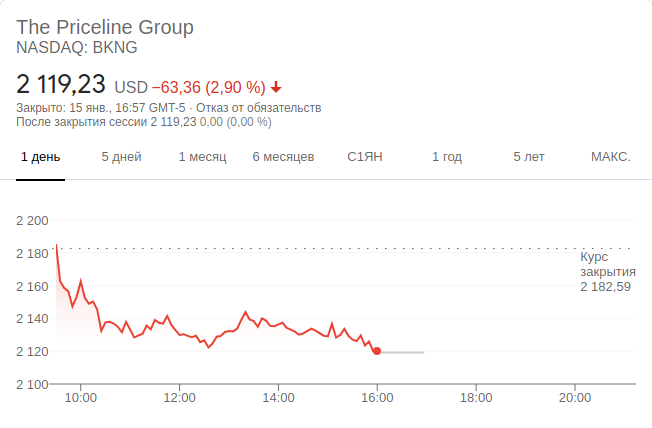 The Priceline Group
NASDAQ: BKNG
2 119,23 USD −63,36 (2,90 %)
Закрыто: 15 янв., 16:57 GMT-5 · Отказ от обязательств
После закрытия сессии 2 119,23 0,00 (0,00 %)
1 день 5 дней 1 месяц 6 месяцев С1ЯН 1 год 5 лет МАКС.
2 200
2 180
Курс
закрытия
2 182,59
2 160
2 140
2 120
2 100
10:00 12:00 14:00 16:00 18:00 20:00